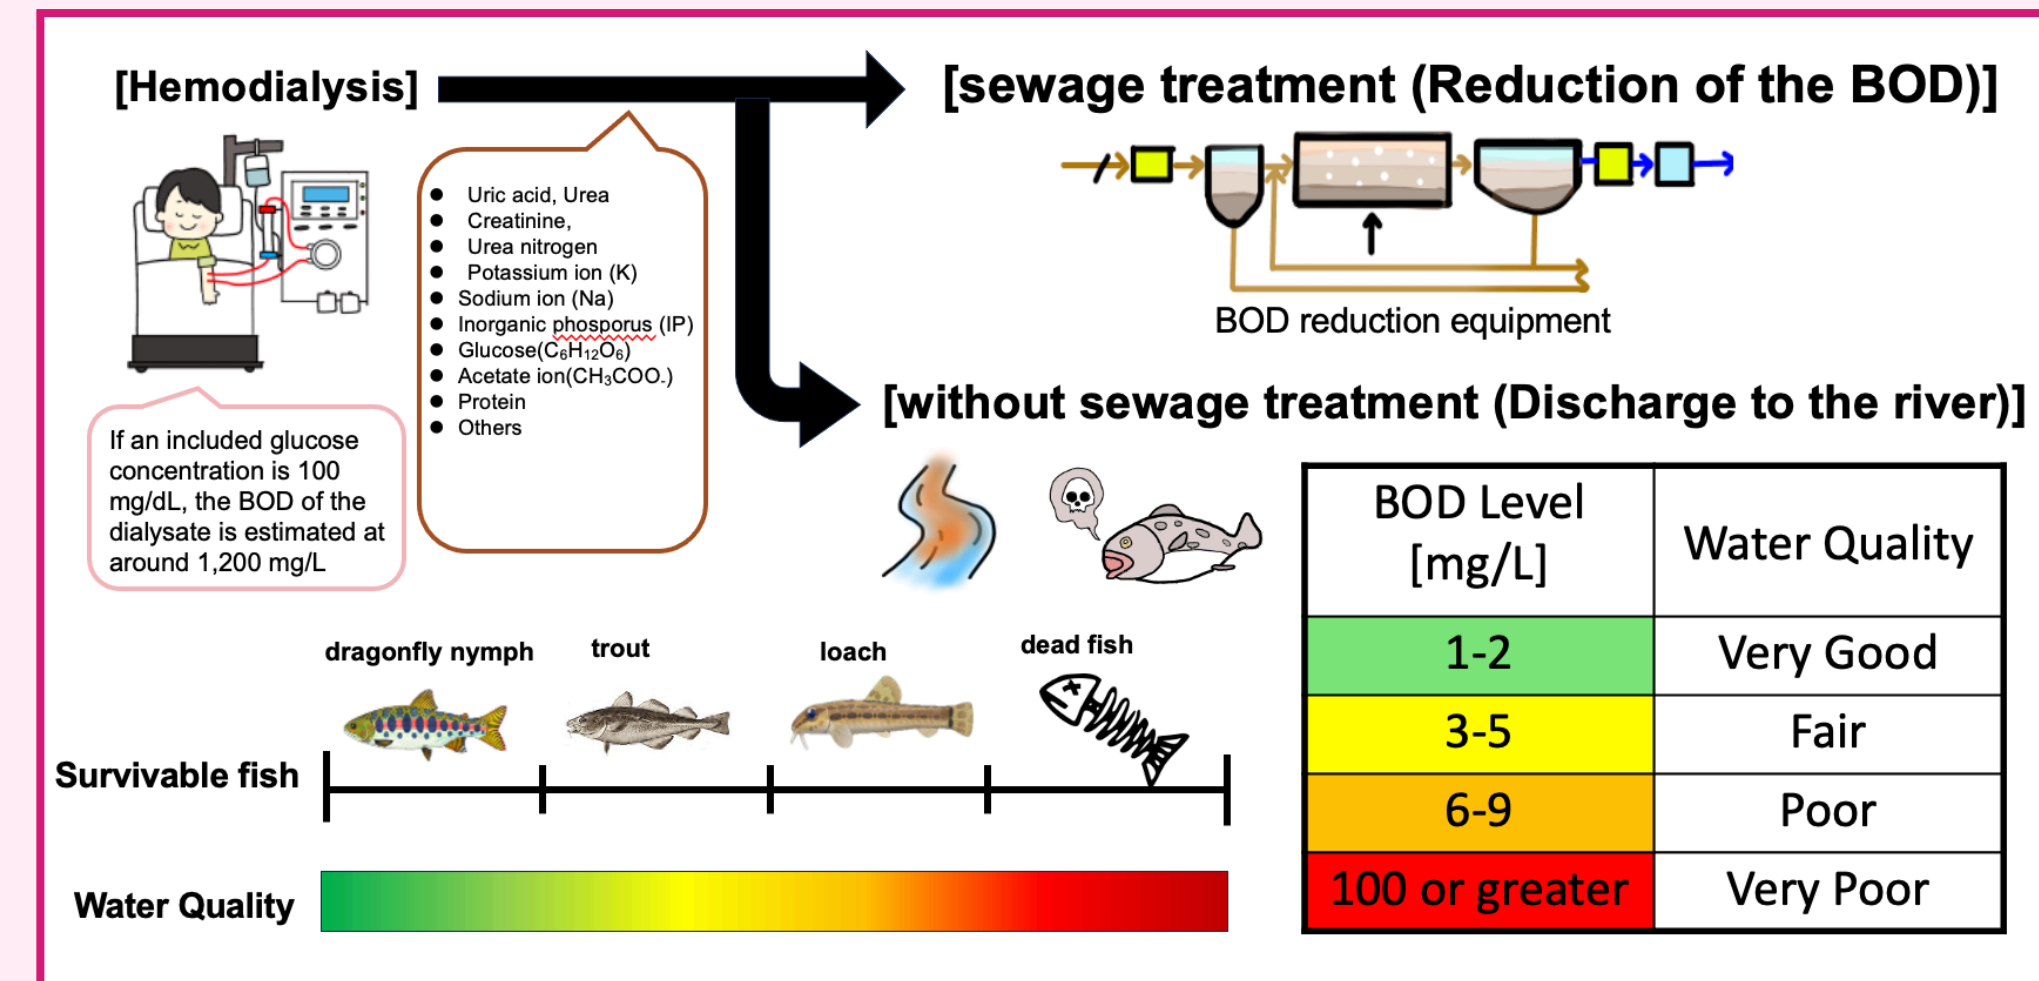 [Hemodialysis]
[sewage treatment (Reduction of the BOD)]
● Uric acid, Urea
● Creatinine,
● Urea nitrogen
● Potassium ion (K)
● Sodium ion (Na)
● Inorganic phosporus (IP)
● Glucose(C₆H₁₂O₆)
● Acetate ion(CH₃COO-)
● Protein
● Others
BOD reduction equipment
If an included glucose
concentration is 100
mg/dL, the BOD of the
dialysate is estimated at
around 1,200 mg/L
[without sewage treatment (Discharge to the river)]
BOD Level
[mg/L]
Water Quality
1-2 Very Good
3-5 Fair
6-9 Poor
100 or greater Very Poor
dragonfly nymph trout loach dead fish
Survivable fish
Water Quality